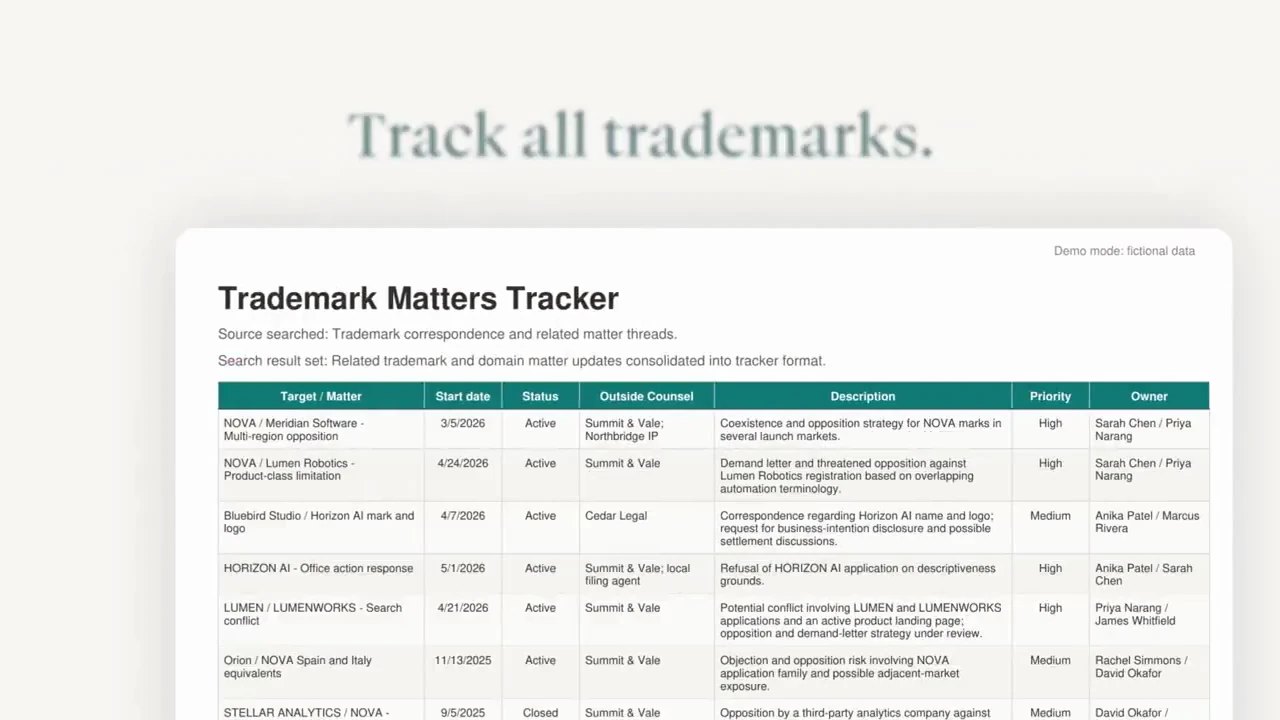 Track all trademarks.
Demo mode: fictional data
Trademark Matters Tracker
Source searched: Trademark correspondence and related matter threads.
Search result set: Related trademark and domain matter updates consolidated into tracker format.
Target / Matter Start date Status Outside Counsel Description Priority Owner
NOVA / Meridian Software - 3/5/2026 Active Summit & Vale; Coexistence and opposition strategy for NOVA marks in High Sarah Chen / Priya
Multi-region opposition Northbridge IP several launch markets. Narang
NOVA / Lumen Robotics - 4/24/2026 Active Summit & Vale Demand letter and threatened opposition against High Sarah Chen / Priya
Product-class limitation Lumen Robotics registration based on overlapping Narang
automation terminology.
Bluebird Studio / Horizon AI mark and 4/7/2026 Active Cedar Legal Correspondence regarding Horizon AI name and logo; Medium Anika Patel / Marcus
logo request for business-intention disclosure and possible Rivera
settlement discussions.
HORIZON AI - Office action response 5/1/2026 Active Summit & Vale; local Refusal of HORIZON AI application on descriptiveness High Anika Patel / Sarah
filing agent grounds. Chen
LUMEN / LUMENWORKS - Search 4/21/2026 Active Summit & Vale Potential conflict involving LUMEN and LUMENWORKS High Priya Narang /
conflict applications and an active product landing page; James Whitfield
opposition and demand-letter strategy under review.
Orion / NOVA Spain and Italy 11/13/2025 Active Summit & Vale Objection and opposition risk involving NOVA Medium Rachel Simmons /
equivalents application family and possible adjacent-market David Okafor
exposure.
STELLAR ANALYTICS / NOVA - 9/5/2025 Closed Summit & Vale Opposition by a third-party analytics company against Medium David Okafor /